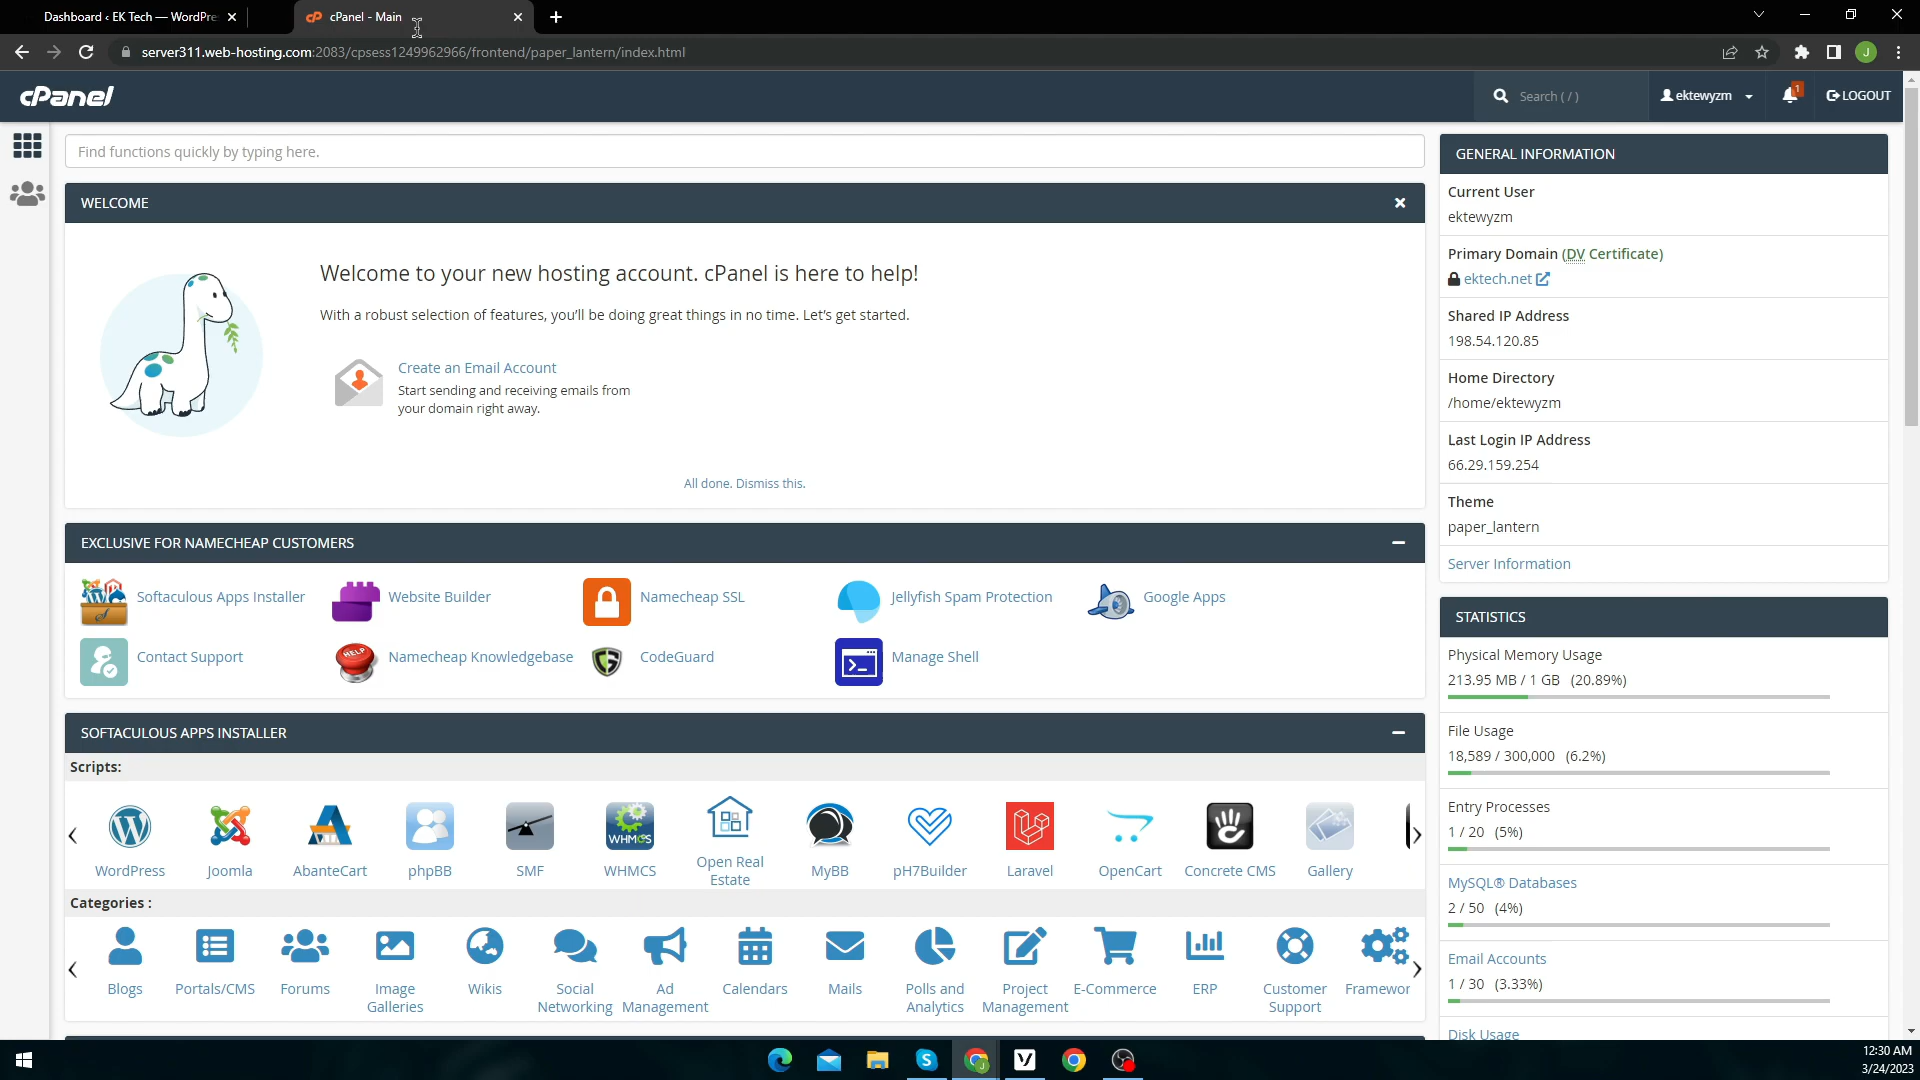 Dashboard ‹ EK Tech — WordPre
cPanel - Main
server311.web-hosting.com:2083/cpsess1249962966/frontend/paper_lantern/index.html
J
cPanel
Search ( / )
ektewyzm
1
LOGOUT
Find functions quickly by typing here.
WELCOME
Welcome to your new hosting account. cPanel is here to help!
With a robust selection of features, you'll be doing great things in no time. Let's get started.
Create an Email Account
Start sending and receiving emails from
your domain right away.
All done. Dismiss this.
EXCLUSIVE FOR NAMECHEAP CUSTOMERS
Softaculous Apps Installer
Website Builder
Namecheap SSL
Jellyfish Spam Protection
Google Apps
Contact Support
HELP
Namecheap Knowledgebase
CodeGuard
Manage Shell
SOFTACULOUS APPS INSTALLER
Scripts:
WordPress
Joomla
AbanteCart
phpBB
SMF
WHMCS
WHMCS
Open Real
Estate
MyBB
pH7Builder
Laravel
OpenCart
Concrete CMS
Gallery
Categories :
Blogs
Portals/CMS
Forums
Image
Galleries
Wikis
Social
Networking
Ad
Management
Calendars
Mails
Polls and
Analytics
Project
Management
E-Commerce
ERP
Customer
Support
Framewor
GENERAL INFORMATION
Current User
ektewyzm
Primary Domain (DV Certificate)
ektech.net
Shared IP Address
198.54.120.85
Home Directory
/home/ektewyzm
Last Login IP Address
66.29.159.254
Theme
paper_lantern
Server Information
STATISTICS
Physical Memory Usage
213.95 MB / 1 GB (20.89%)
File Usage
18,589 / 300,000 (6.2%)
Entry Processes
1 / 20 (5%)
MySQL® Databases
2 / 50 (4%)
Email Accounts
1 / 30 (3.33%)
Disk Usage
12:30 AM
3/24/2023